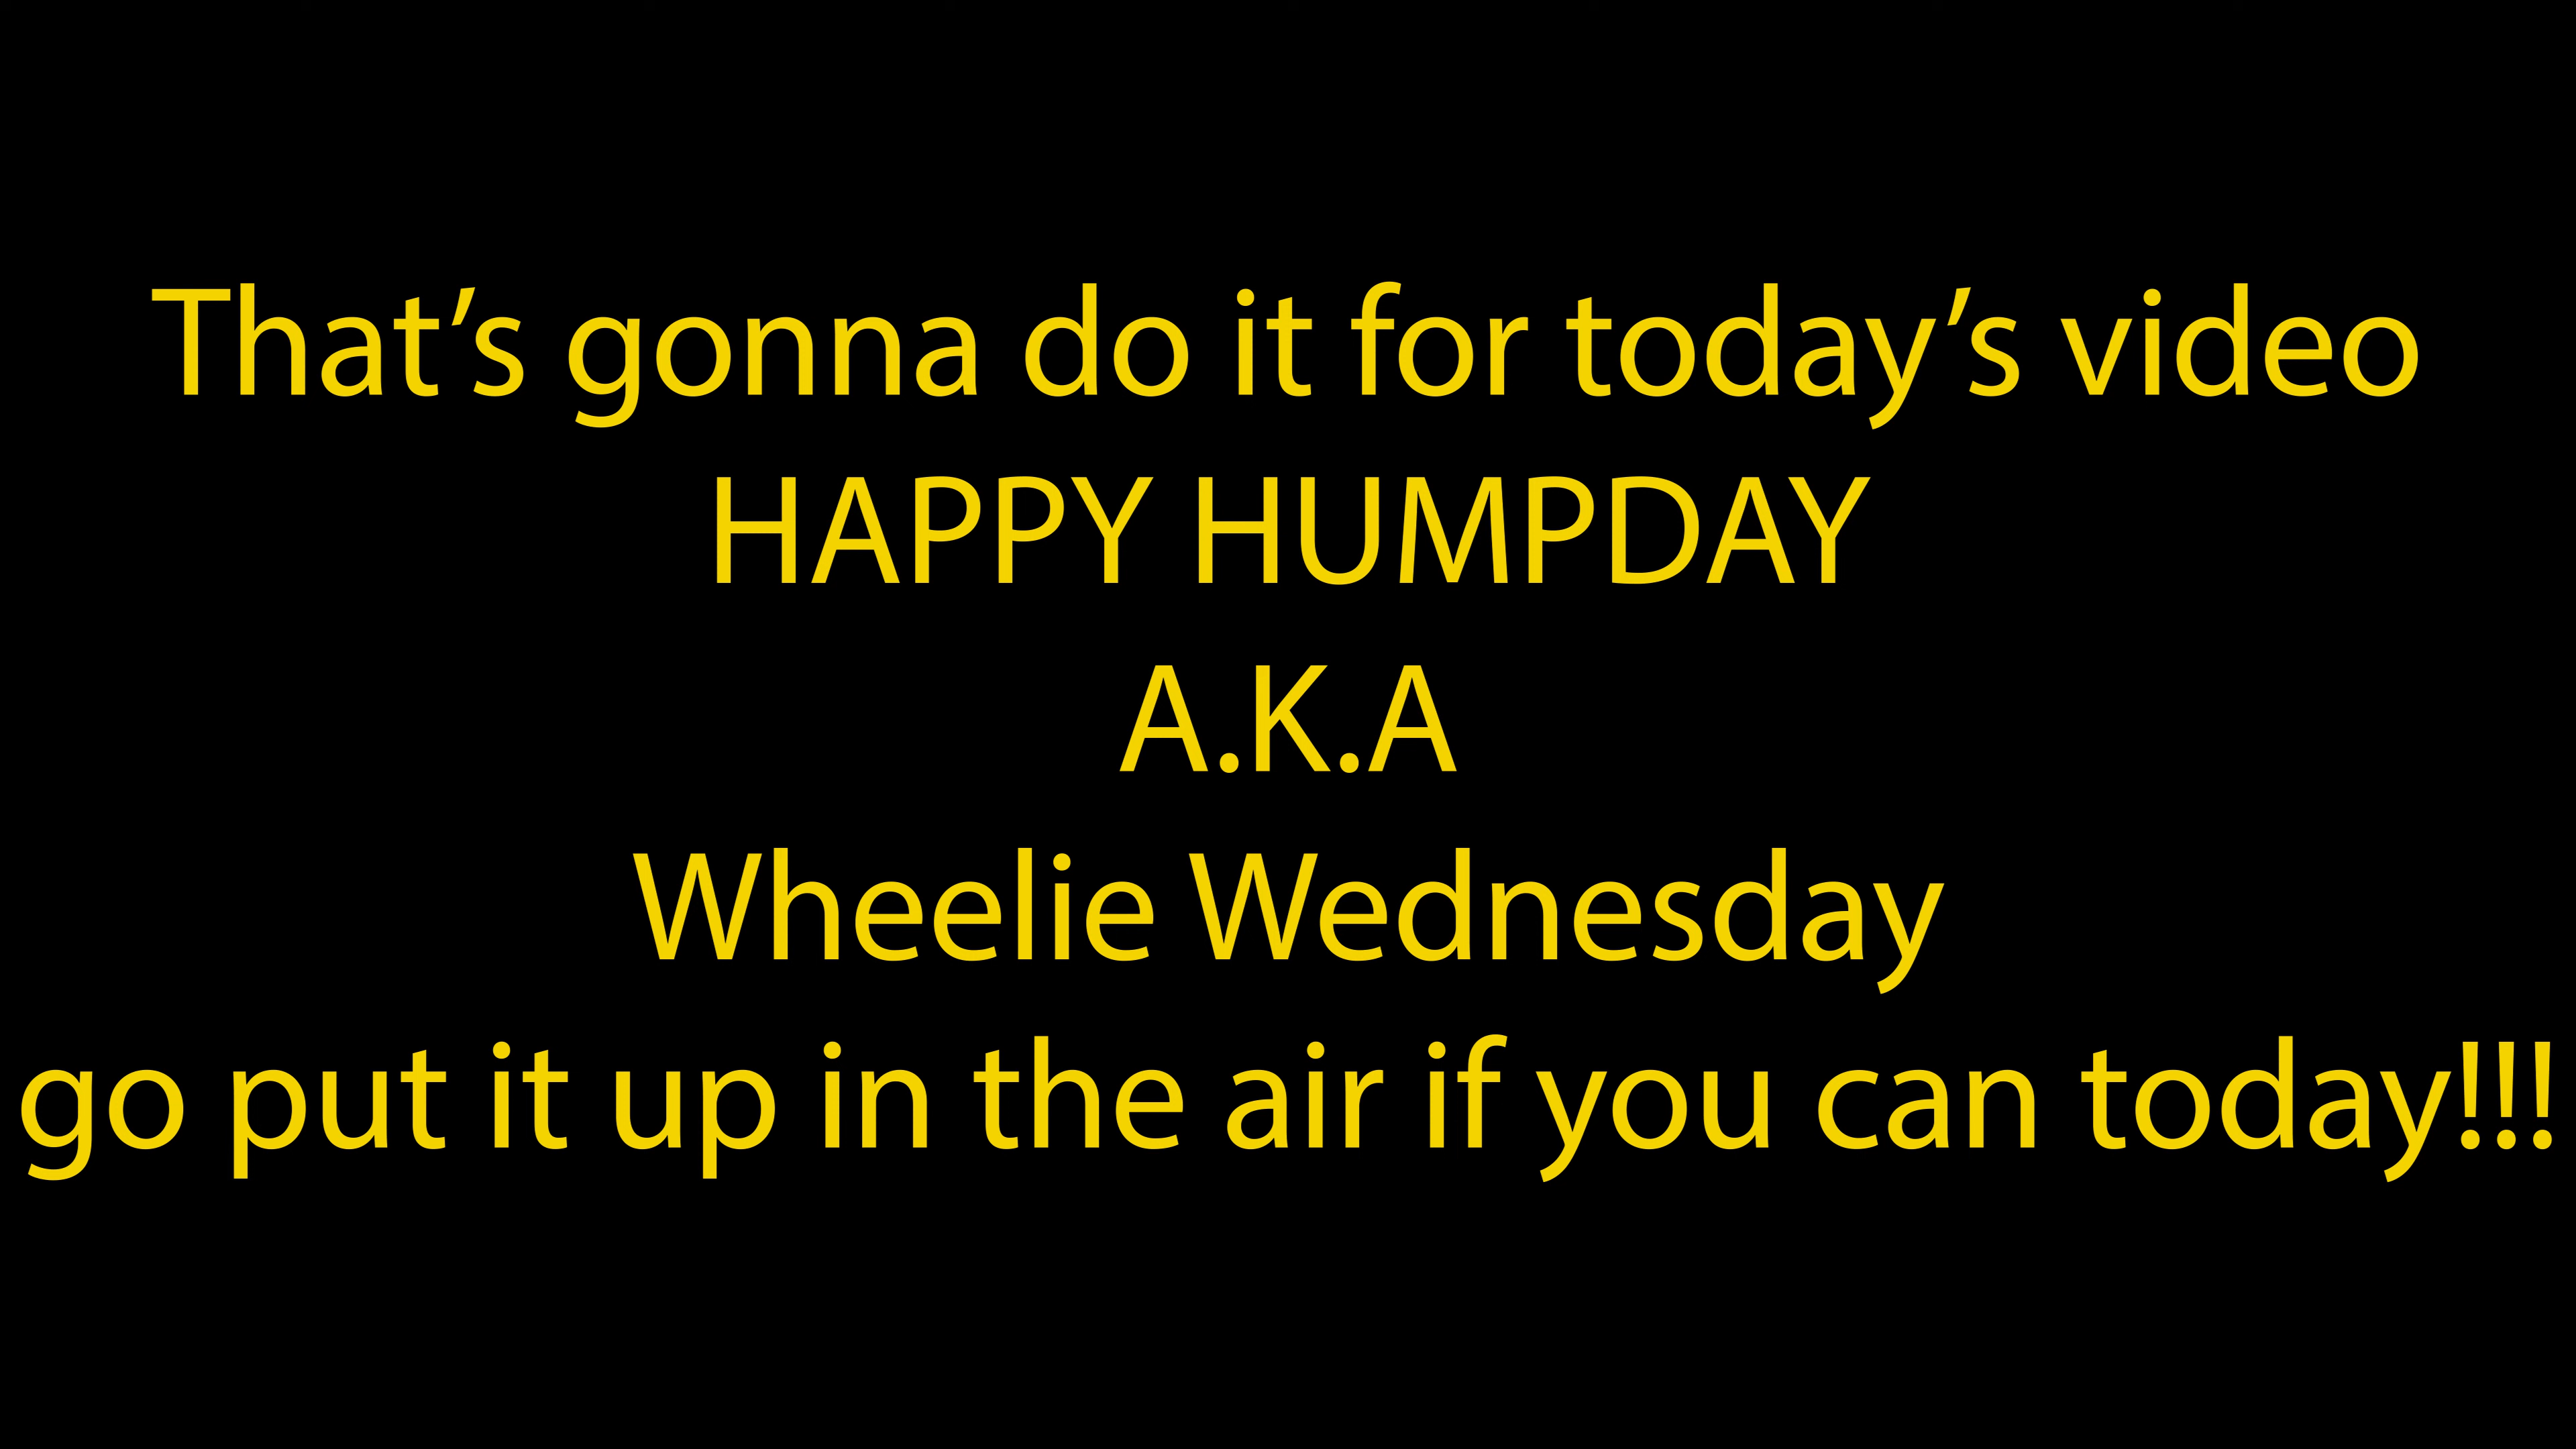 That’s gonna do it for today’s video
HAPPY HUMPDAY
A.K.A
Wheelie Wednesday
go put it up in the air if you can today!!!